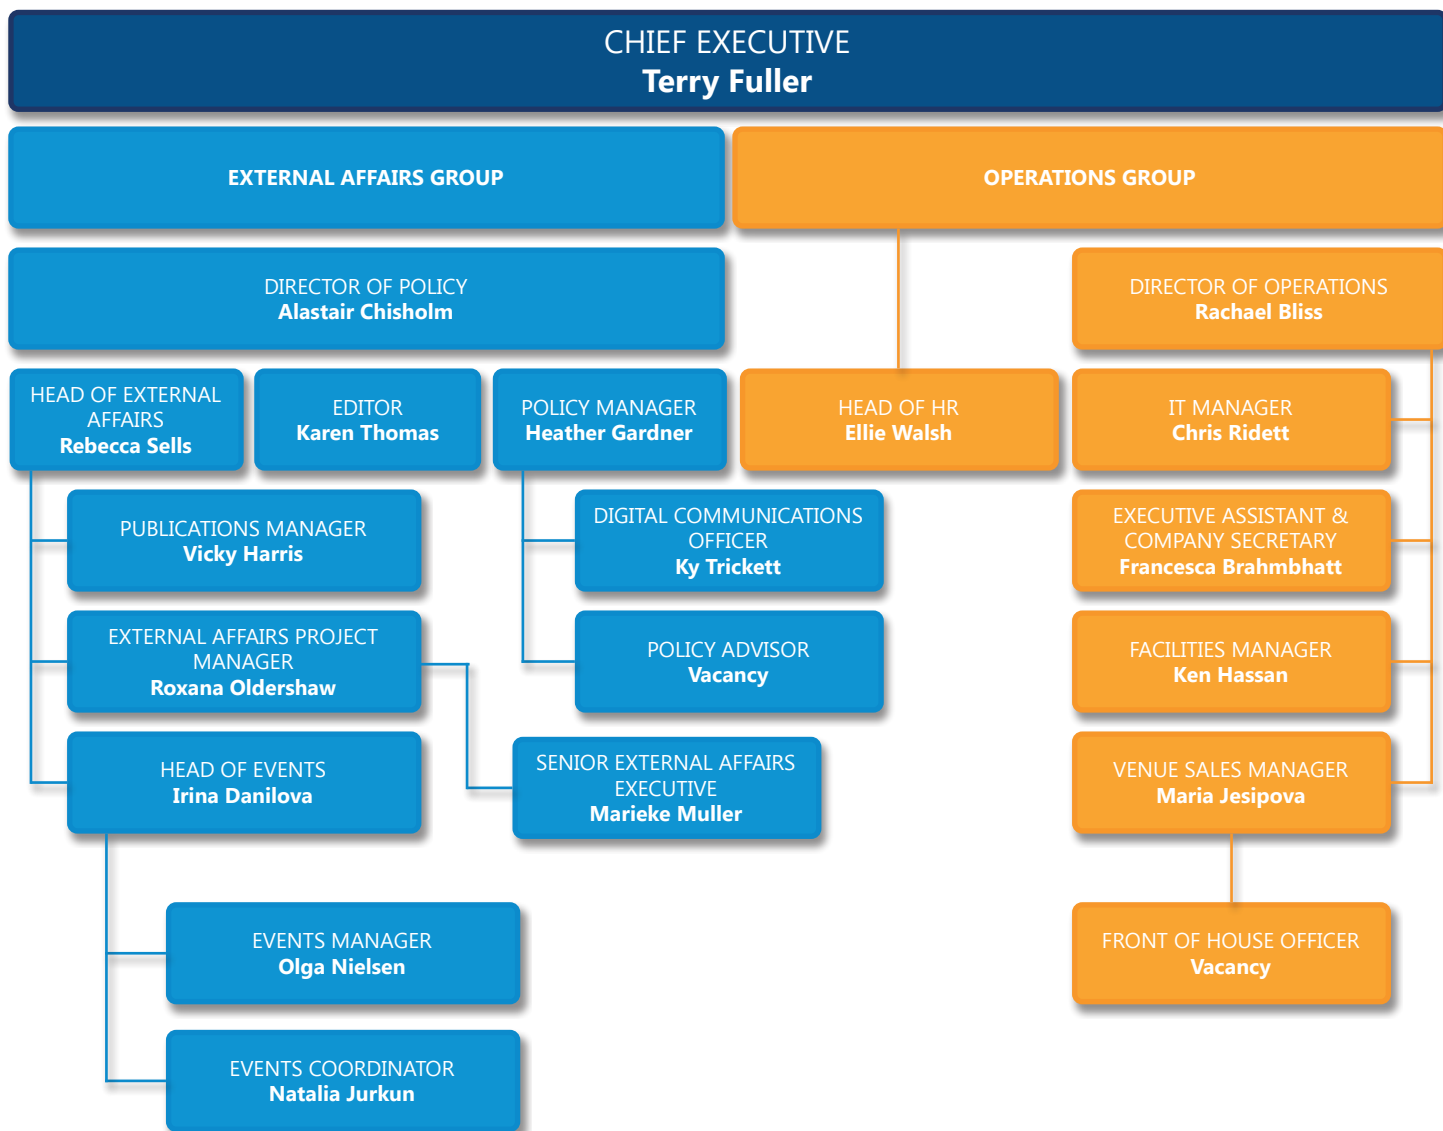 CHIEF EXECUTIVE
Terry Fuller
EXTERNAL AFFAIRS GROUP
OPERATIONS GROUP
DIRECTOR OF POLICY
Alastair Chisholm
DIRECTOR OF OPERATIONS
Rachael Bliss
HEAD OF EXTERNAL
AFFAIRS
Rebecca Sells
EDITOR
Karen Thomas
POLICY MANAGER
Heather Gardner
HEAD OF HR
Ellie Walsh
IT MANAGER
Chris Ridett
PUBLICATIONS MANAGER
Vicky Harris
DIGITAL COMMUNICATIONS
OFFICER
Ky Trickett
EXECUTIVE ASSISTANT &
COMPANY SECRETARY
Francesca Brahmbhatt
EXTERNAL AFFAIRS PROJECT
MANAGER
Roxana Oldershaw
POLICY ADVISOR
Vacancy
FACILITIES MANAGER
Ken Hassan
HEAD OF EVENTS
Irina Danilova
SENIOR EXTERNAL AFFAIRS
EXECUTIVE
Marieke Muller
VENUE SALES MANAGER
Maria Jesipova
EVENTS MANAGER
Olga Nielsen
FRONT OF HOUSE OFFICER
Vacancy
EVENTS COORDINATOR
Natalia Jurkun